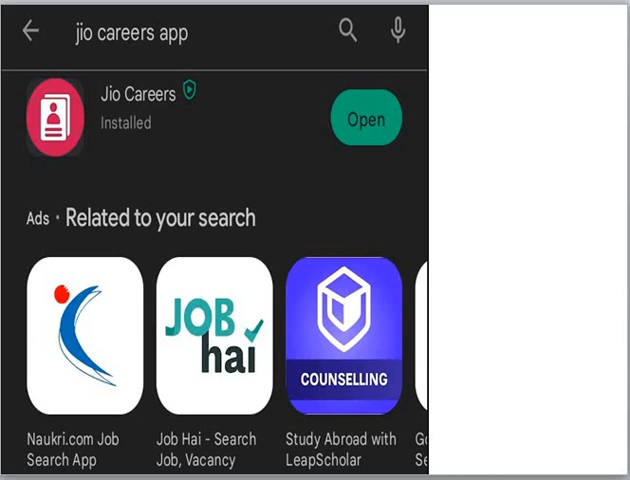 jio careers app
Jio Careers
Installed
Open
Ads · Related to your search
JOB
hai
COUNSELLING
Naukri.com Job
Search App
Job Hai - Search
Job, Vacancy
Study Abroad with
LeapScholar